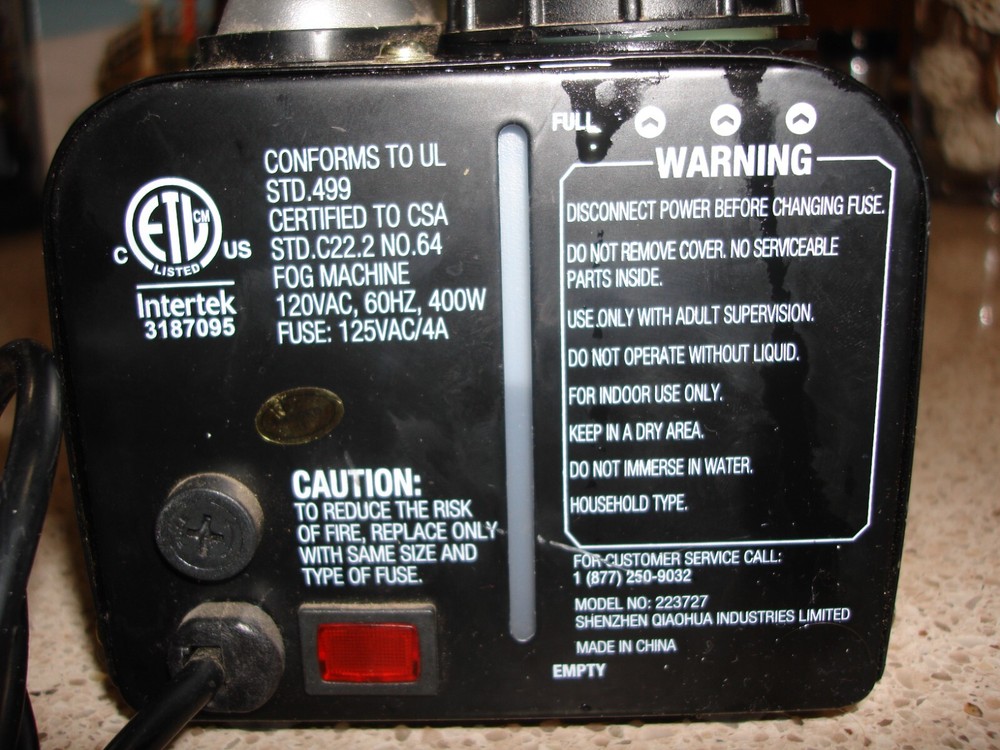 C ETL CM US
LISTED
Intertek
3187095
CONFORMS TO UL
STD.499
CERTIFIED TO CSA
STD.C22.2 NO.64
FOG MACHINE
120VAC, 60HZ, 400W
FUSE: 125VAC/4A
CAUTION:
TO REDUCE THE RISK
OF FIRE, REPLACE ONLY
WITH SAME SIZE AND
TYPE OF FUSE.
FULL
WARNING
DISCONNECT POWER BEFORE CHANGING FUSE.
DO NOT REMOVE COVER. NO SERVICEABLE
PARTS INSIDE.
USE ONLY WITH ADULT SUPERVISION.
DO NOT OPERATE WITHOUT LIQUID.
FOR INDOOR USE ONLY.
KEEP IN A DRY AREA.
DO NOT IMMERSE IN WATER.
HOUSEHOLD TYPE.
FOR CUSTOMER SERVICE CALL:
1 (877) 250-9032
MODEL NO: 223727
SHENZHEN QIAOHUA INDUSTRIES LIMITED
MADE IN CHINA
EMPTY